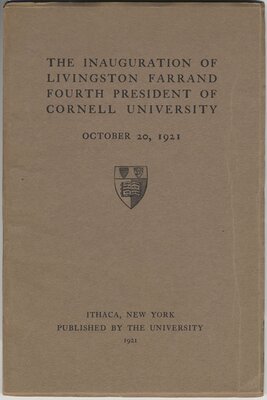 THE INAUGURATION OF
LIVINGSTON FARRAND
FOURTH PRESIDENT OF
CORNELL UNIVERSITY
OCTOBER 20, 1921
ITHACA, NEW YORK
PUBLISHED BY THE UNIVERSITY
1921